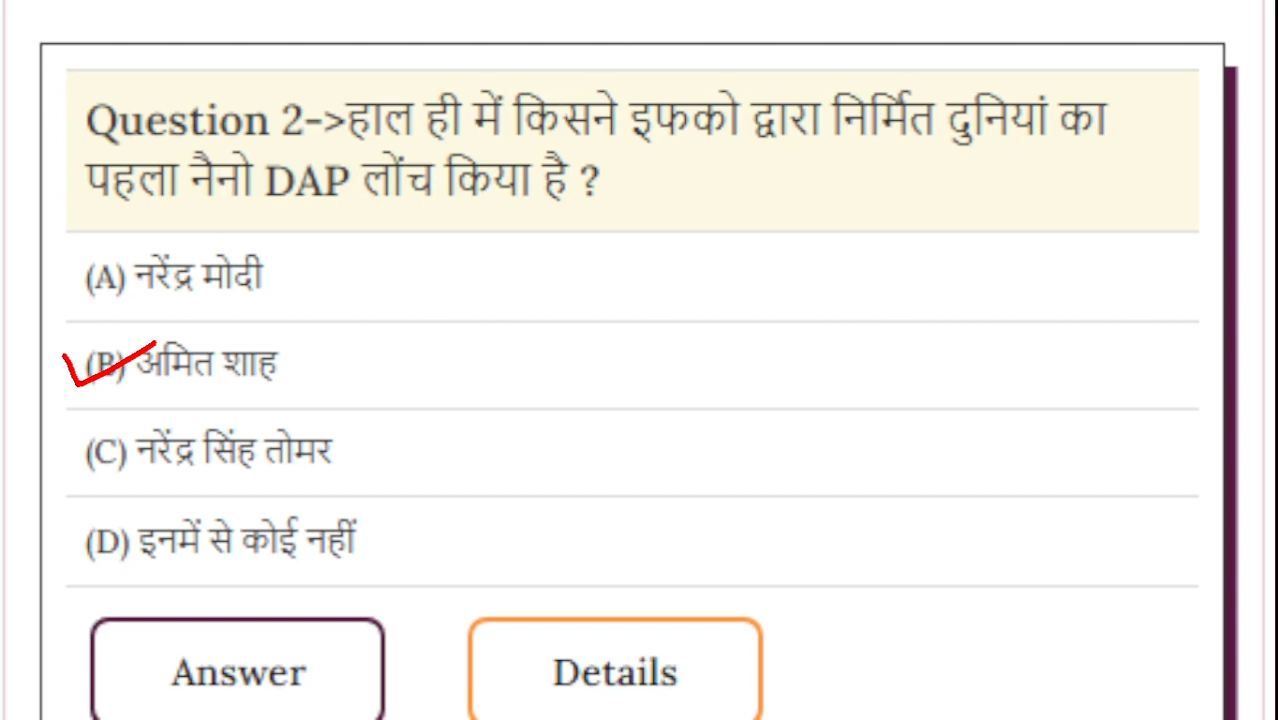 Question 2->हाल ही में किसने इफको द्वारा निर्मित दुनियां का
पहला नैनो DAP लोंच किया है ?
(A) नरेंद्र मोदी
(B) अमित शाह
(C) नरेंद्र सिंह तोमर
(D) इनमें से कोई नहीं
Answer
Details